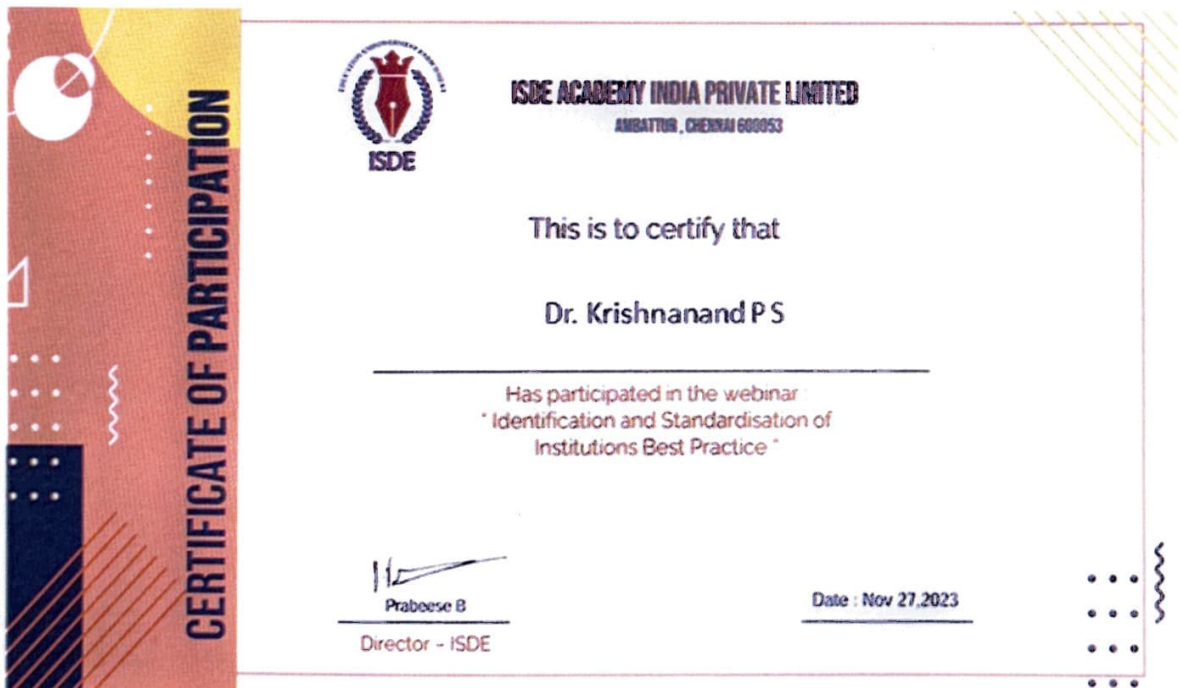 CERTIFICATE OF PARTICIPATION
ISDE
ISDE ACADEMY INDIA PRIVATE LIMITED
AMBATTUR , CHENNAI 600053
This is to certify that
Dr. Krishnanand P S
Has participated in the webinar :
" Identification and Standardisation of
Institutions Best Practice "
Prabeese B
Director - ISDE
Date : Nov 27,2023